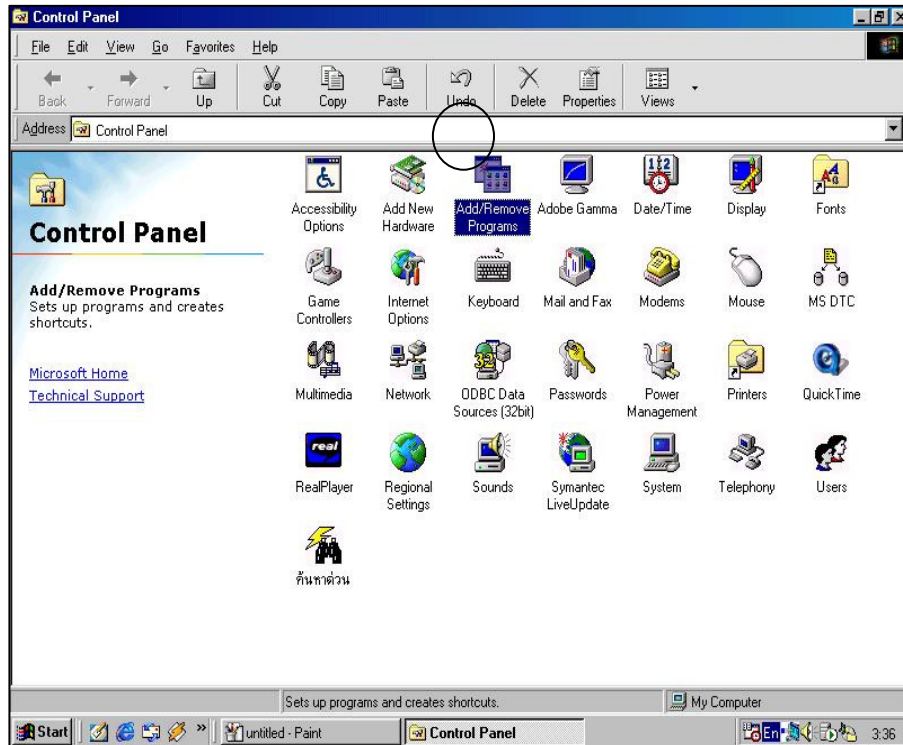 Control Panel
File Edit View Go Favorites Help
Back Forward Up Cut Copy Paste Undo Delete Properties Views
Address Control Panel
Control Panel
Add/Remove Programs
Sets up programs and creates
shortcuts.
Microsoft Home
Technical Support
Accessibility Options
Add New Hardware
Add/Remove Programs
Adobe Gamma
Date/Time
Display
Fonts
Game Controllers
Internet Options
Keyboard
Mail and Fax
Modems
Mouse
MS DTC
Multimedia
Network
ODBC Data Sources (32bit)
Passwords
Power Management
Printers
QuickTime
real
RealPlayer
Regional Settings
Sounds
Symantec LiveUpdate
System
Telephony
Users
ค้นหาด่วน
Sets up programs and creates shortcuts. My Computer
Start » untitled - Paint Control Panel En 3:36